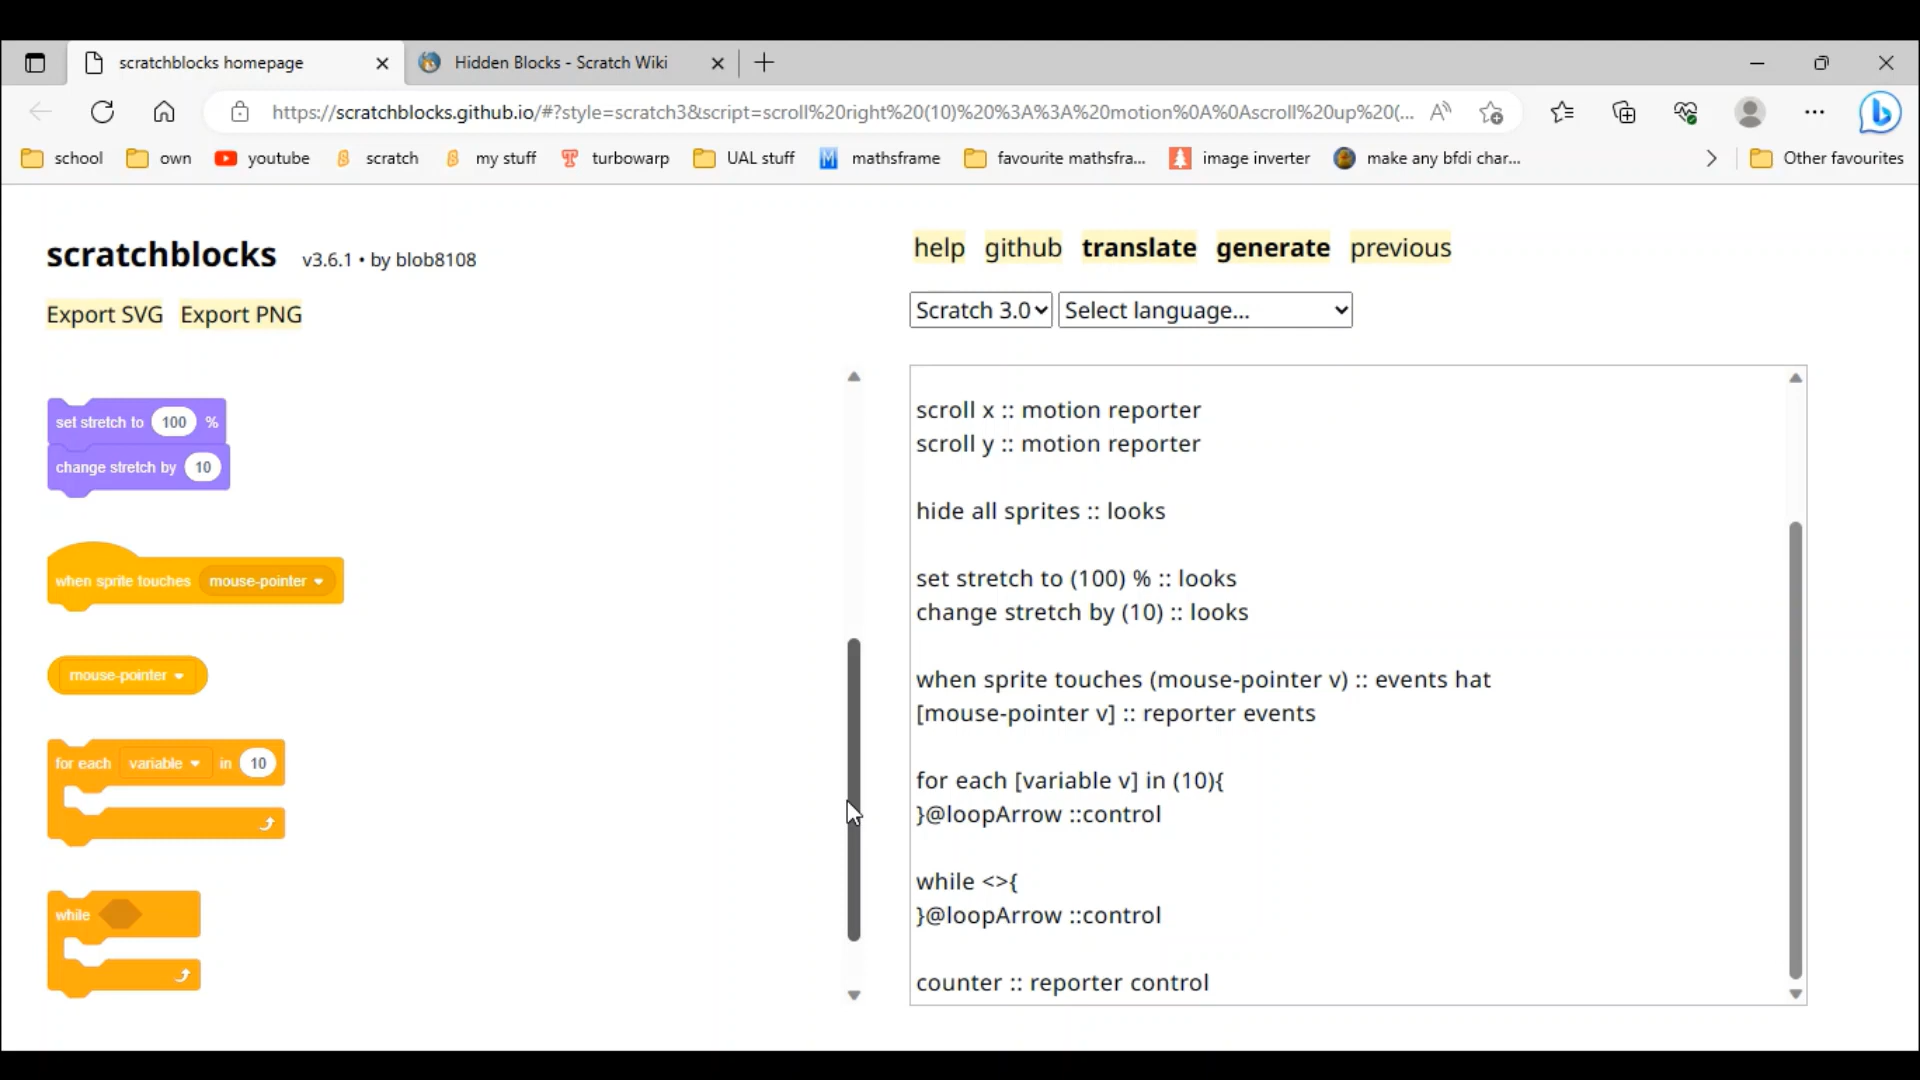 scratchblocks homepage
Hidden Blocks - Scratch Wiki
https://scratchblocks.github.io/#?style=scratch3&script=scroll%20right%20(10)%20%3A%3A%20motion%0A%0Ascroll%20up%20(...
school own youtube scratch my stuff turbowarp UAL stuff mathsframe favourite mathsfra... image inverter make any bfdi char... Other favourites
scratchblocks v3.6.1 • by blob8108
Export SVG Export PNG
set stretch to 100 %
change stretch by 10
when sprite touches mouse-pointer
mouse-pointer
for each variable in 10
while
help github translate generate previous
Scratch 3.0 Select language...
scroll x :: motion reporter
scroll y :: motion reporter
hide all sprites :: looks
set stretch to (100) % :: looks
change stretch by (10) :: looks
when sprite touches (mouse-pointer v) :: events hat
[mouse-pointer v] :: reporter events
for each [variable v] in (10){
}@loopArrow ::control
while <>{
}@loopArrow ::control
counter :: reporter control